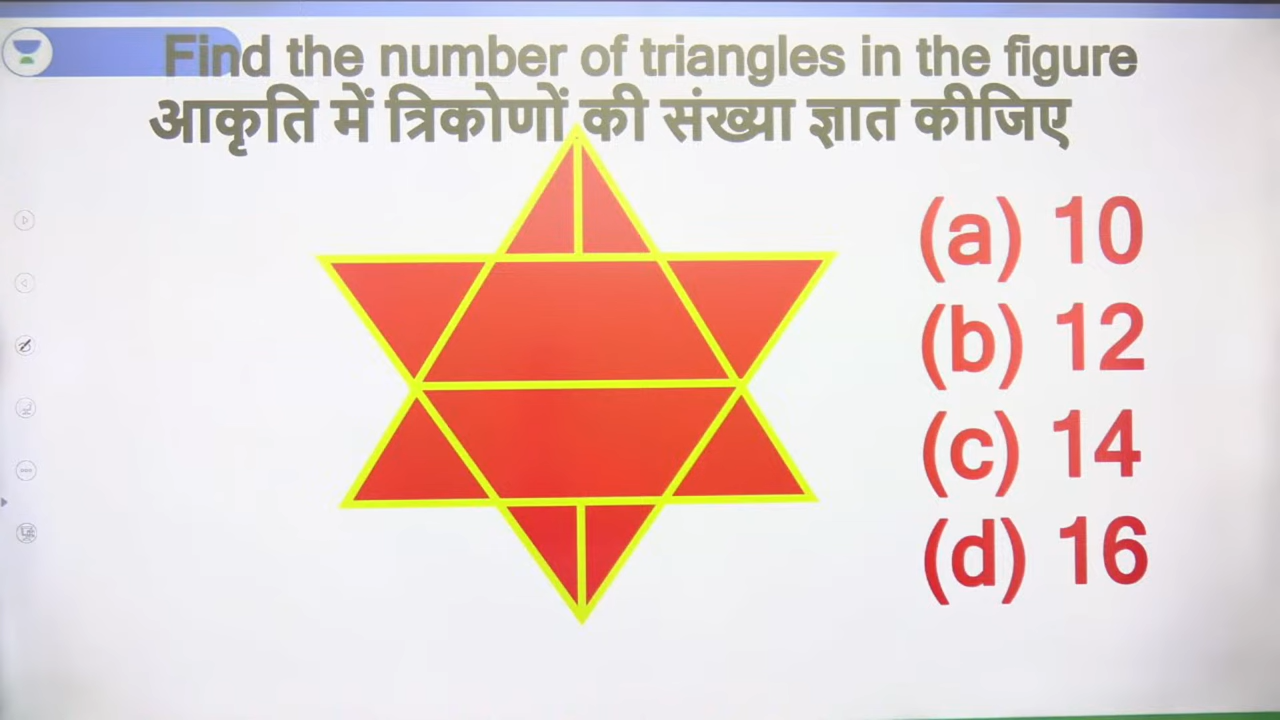 Find the number of triangles in the figure
आकृति में त्रिकोणों की संख्या ज्ञात कीजिए
(a) 10
(b) 12
(c) 14
(d) 16